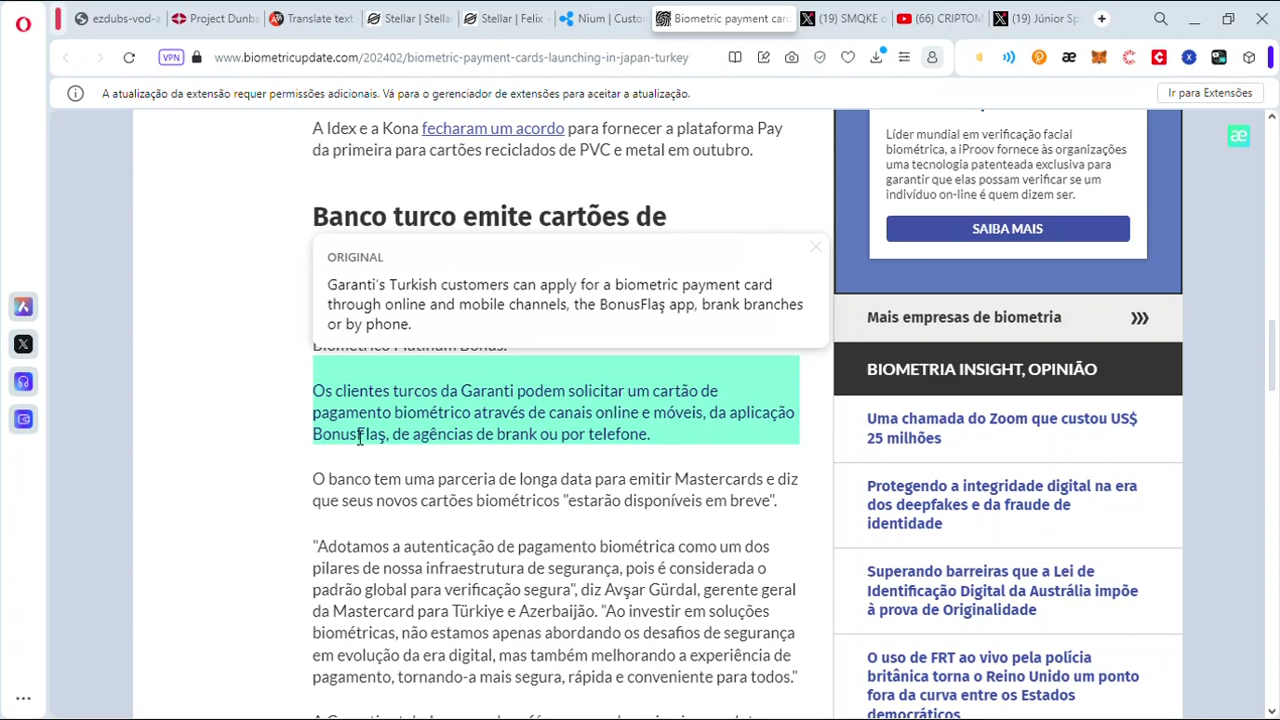 ezdubs-vod-a
Project Dunba
Translate text
Stellar | Stella
Stellar | Felix
Nium | Custo
Biometric payment card
(19) SMQKE o
(66) CRIPTOM
(19) Júnior Sp
VPN
www.biometricupdate.com/202402/biometric-payment-cards-launching-in-japan-turkey
A atualização da extensão requer permissões adicionais. Vá para o gerenciador de extensões para aceitar a atualização.
Ir para Extensões
A Idex e a Kona fecharam um acordo para fornecer a plataforma Pay
da primeira para cartões reciclados de PVC e metal em outubro.
Banco turco emite cartões de
ORIGINAL
Garanti's Turkish customers can apply for a biometric payment card
through online and mobile channels, the BonusFlaş app, brank branches
or by phone.
Biométrico Platinum Bonus.
Os clientes turcos da Garanti podem solicitar um cartão de
pagamento biométrico através de canais online e móveis, da aplicação
BonusFlaş, de agências de brank ou por telefone.
O banco tem uma parceria de longa data para emitir Mastercards e diz
que seus novos cartões biométricos "estarão disponíveis em breve".
"Adotamos a autenticação de pagamento biométrica como um dos
pilares de nossa infraestrutura de segurança, pois é considerada o
padrão global para verificação segura", diz Avşar Gürdal, gerente geral
da Mastercard para Türkiye e Azerbaijão. "Ao investir em soluções
biométricas, não estamos apenas abordando os desafios de segurança
em evolução da era digital, mas também melhorando a experiência de
pagamento, tornando-a mais segura, rápida e conveniente para todos."
Líder mundial em verificação facial
biométrica, a iProov fornece às organizações
uma tecnologia patenteada exclusiva para
garantir que elas possam verificar se um
indivíduo on-line é quem dizem ser.
SAIBA MAIS
Mais empresas de biometria
BIOMETRIA INSIGHT, OPINIÃO
Uma chamada do Zoom que custou US$
25 milhões
Protegendo a integridade digital na era
dos deepfakes e da fraude de
identidade
Superando barreiras que a Lei de
Identificação Digital da Austrália impõe
à prova de Originalidade
O uso de FRT ao vivo pela polícia
britânica torna o Reino Unido um ponto
fora da curva entre os Estados
democráticos